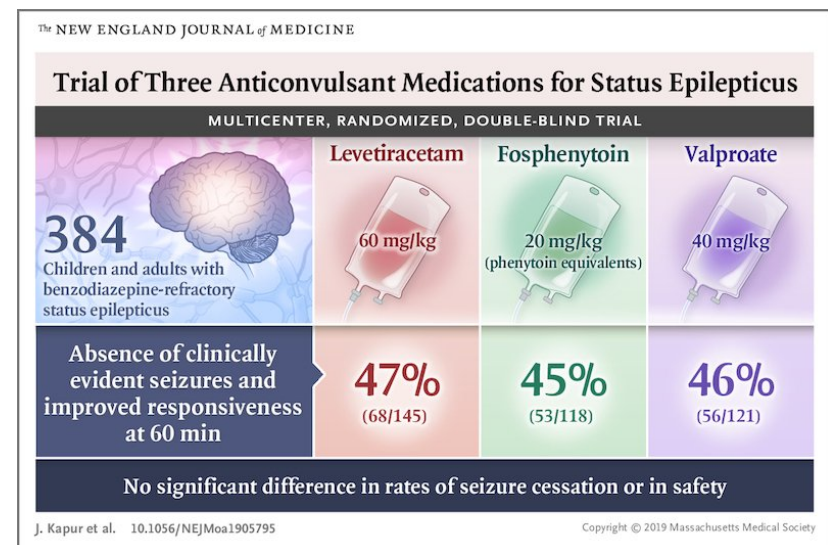 The NEW ENGLAND JOURNAL of MEDICINE
Trial of Three Anticonvulsant Medications for Status Epilepticus
MULTICENTER, RANDOMIZED, DOUBLE-BLIND TRIAL
384
Children and adults with
benzodiazepine-refractory
status epilepticus
Levetiracetam
60 mg/kg
Fosphenytoin
20 mg/kg
(phenytoin equivalents)
Valproate
40 mg/kg
Absence of clinically
evident seizures and
improved responsiveness
at 60 min
47%
(68/145)
45%
(53/118)
46%
(56/121)
No significant difference in rates of seizure cessation or in safety
J. Kapur et al. 10.1056/NEJMoa1905795
Copyright © 2019 Massachusetts Medical Society